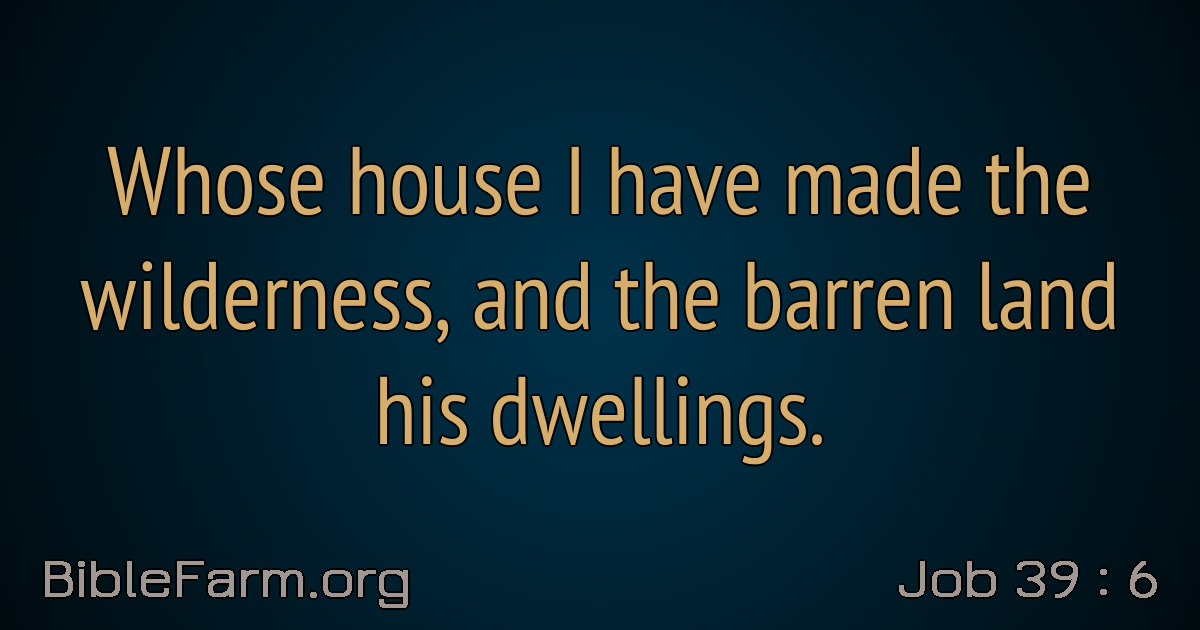 Whose house I have made the
wilderness, and the barren land
his dwellings.
BibleFarm.org
Job 39 : 6